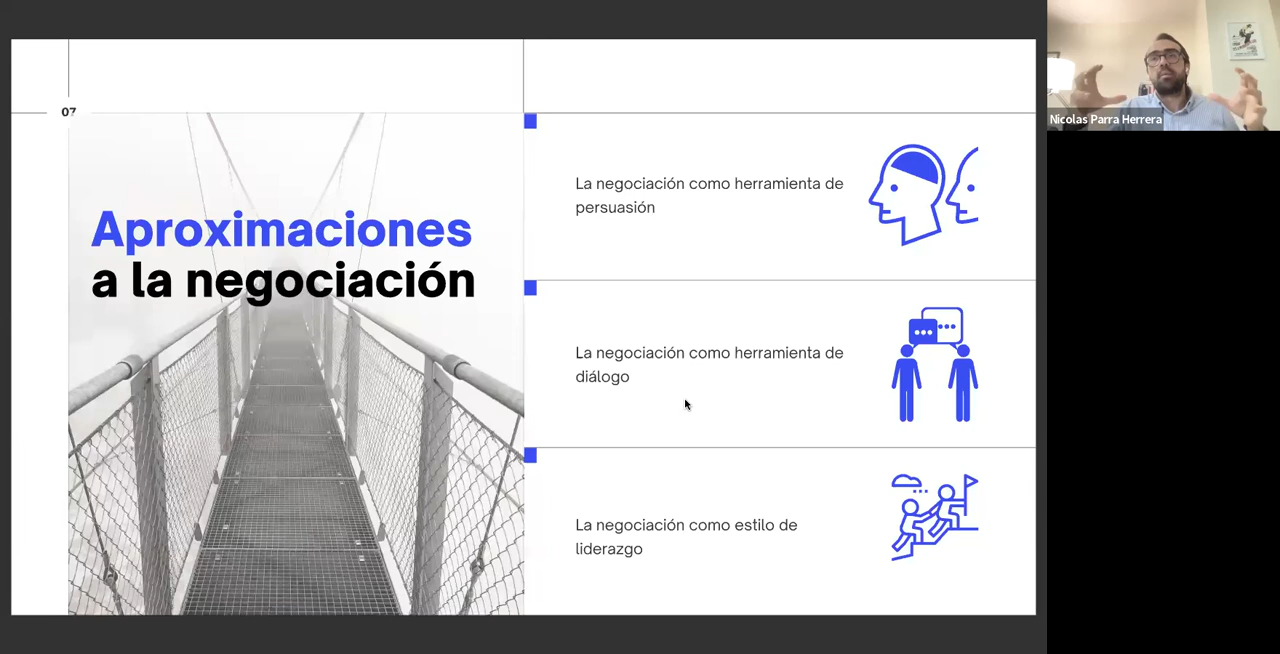 07
Aproximaciones
a la negociación
La negociación como herramienta de
persuasión
La negociación como herramienta de
diálogo
La negociación como estilo de
liderazgo
Nicolas Parra Herrera